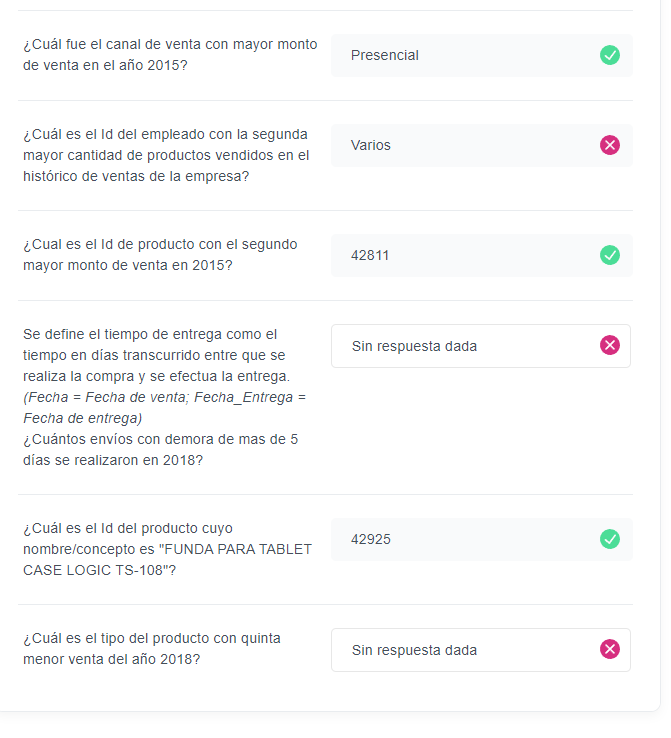 ¿Cuál fue el canal de venta con mayor monto
de venta en el año 2015?
Presencial
¿Cuál es el Id del empleado con la segunda
mayor cantidad de productos vendidos en el
histórico de ventas de la empresa?
Varios
¿Cual es el Id de producto con el segundo
mayor monto de venta en 2015?
42811
Se define el tiempo de entrega como el
tiempo en días transcurrido entre que se
realiza la compra y se efectua la entrega.
(Fecha = Fecha de venta; Fecha_Entrega =
Fecha de entrega)
¿Cuántos envíos con demora de mas de 5
días se realizaron en 2018?
Sin respuesta dada
¿Cuál es el Id del producto cuyo
nombre/concepto es "FUNDA PARA TABLET
CASE LOGIC TS-108"?
42925
¿Cuál es el tipo del producto con quinta
menor venta del año 2018?
Sin respuesta dada